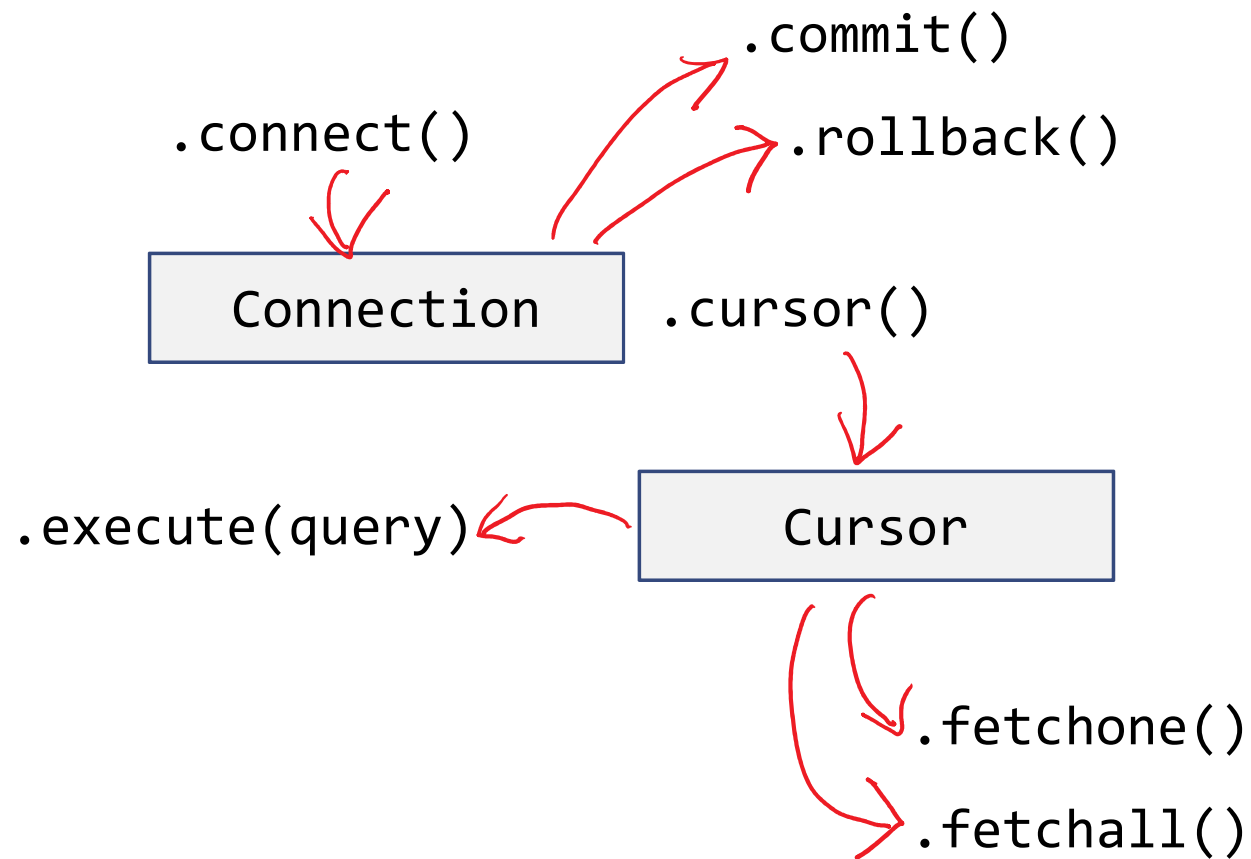 .commit()
.connect()
.rollback()
Connection
.cursor()
.execute(query)
Cursor
.fetchone()
.fetchall()